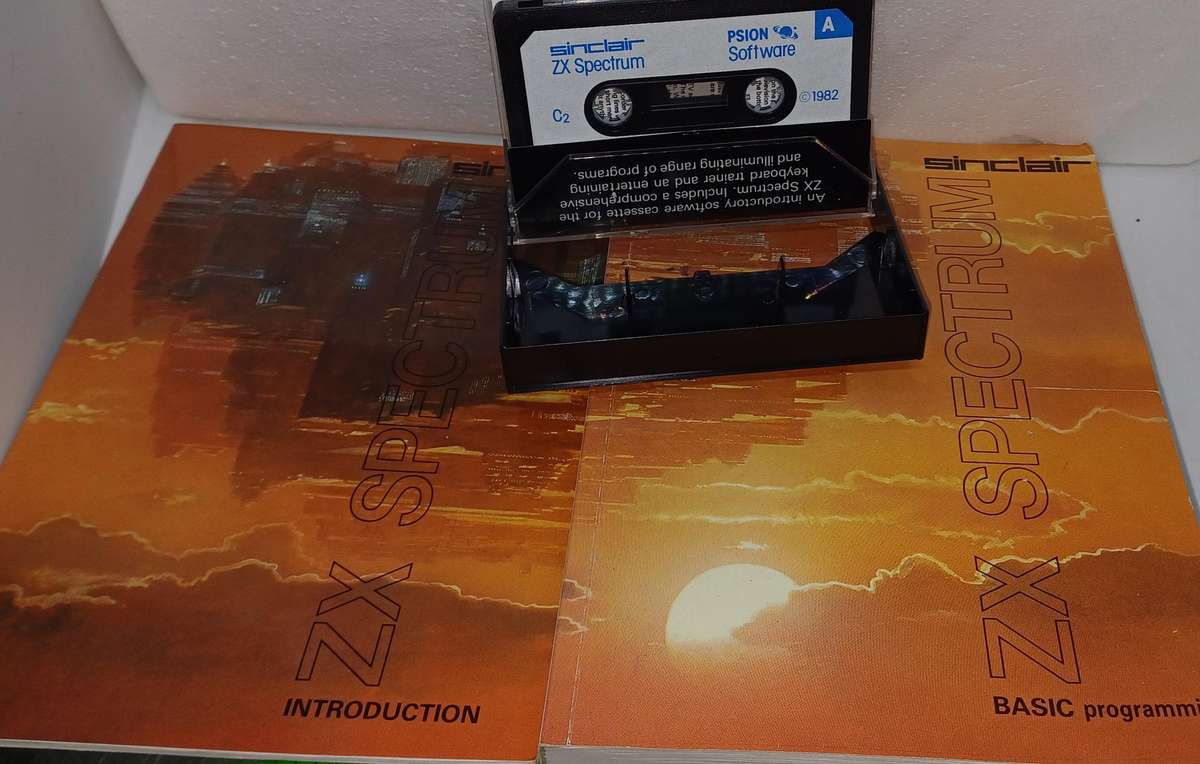 sinclair
ZX Spectrum
PSION
Software
A
C2
©1982
An introductory software cassette for the
ZX Spectrum. Includes a comprehensive
keyboard trainer and an entertaining
and illuminating range of programs.
ZX SPECTRUM
INTRODUCTION
sinclair
ZX SPECTRUM
BASIC programmi